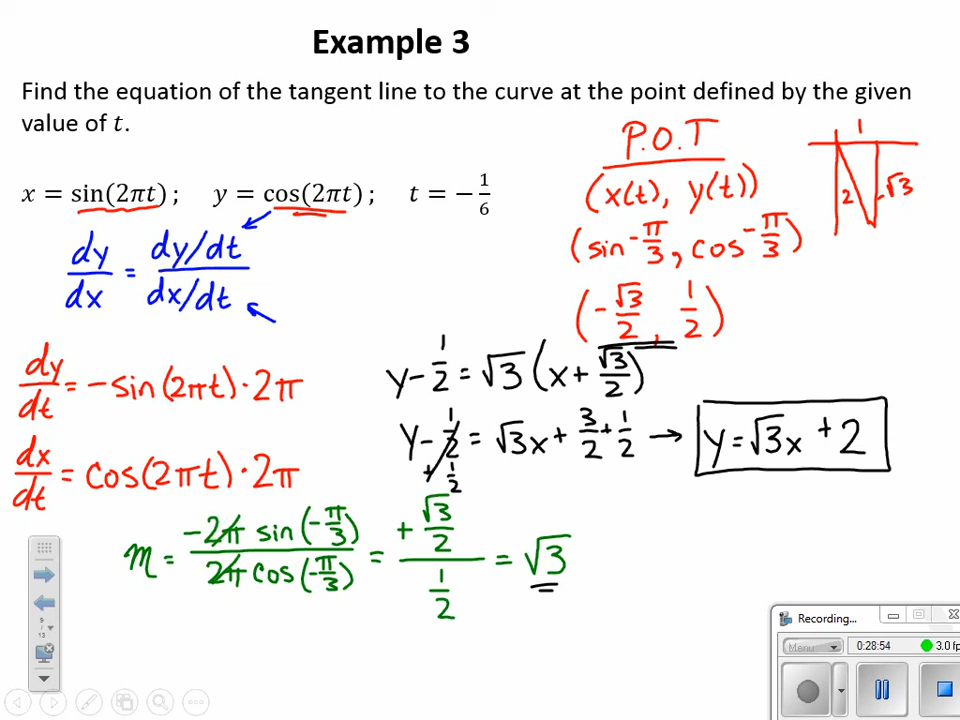 Example 3
Find the equation of the tangent line to the curve at the point defined by the given
value of t.
x = sin(2πt); y = cos(2πt); t = −1/6
P.O.T
(x(t), y(t))
(sin −π/3, cos −π/3)
(−√3/2, 1/2)
1
2
√3
dy/dx = (dy/dt)/(dx/dt)
dy/dt = −sin(2πt)·2π
dx/dt = cos(2πt)·2π
y − 1/2 = √3(x + √3/2)
y − 1/2 = √3x + 3/2 + 1/2 → y = √3x + 2
+ 1/2
m = (−2π sin(−π/3))/(2π cos(−π/3)) = (+√3/2)/(1/2) = √3
9
/
13
Recording...
Menu
0:28:54
3.0 fp